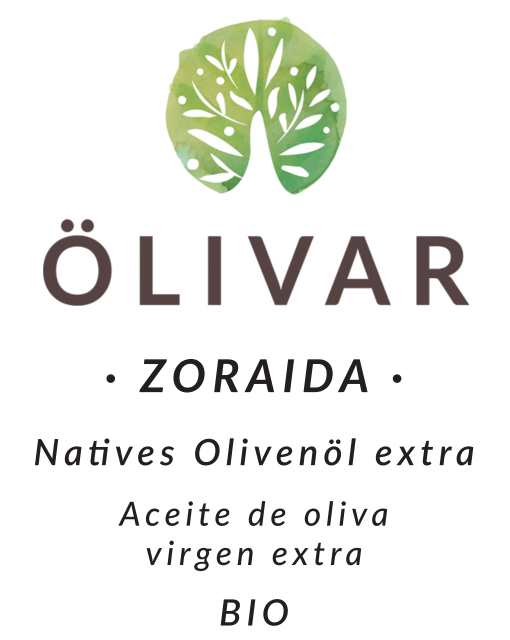 ÖLIVAR
· ZORAIDA ·
Natives Olivenöl extra
Aceite de oliva
virgen extra
BIO